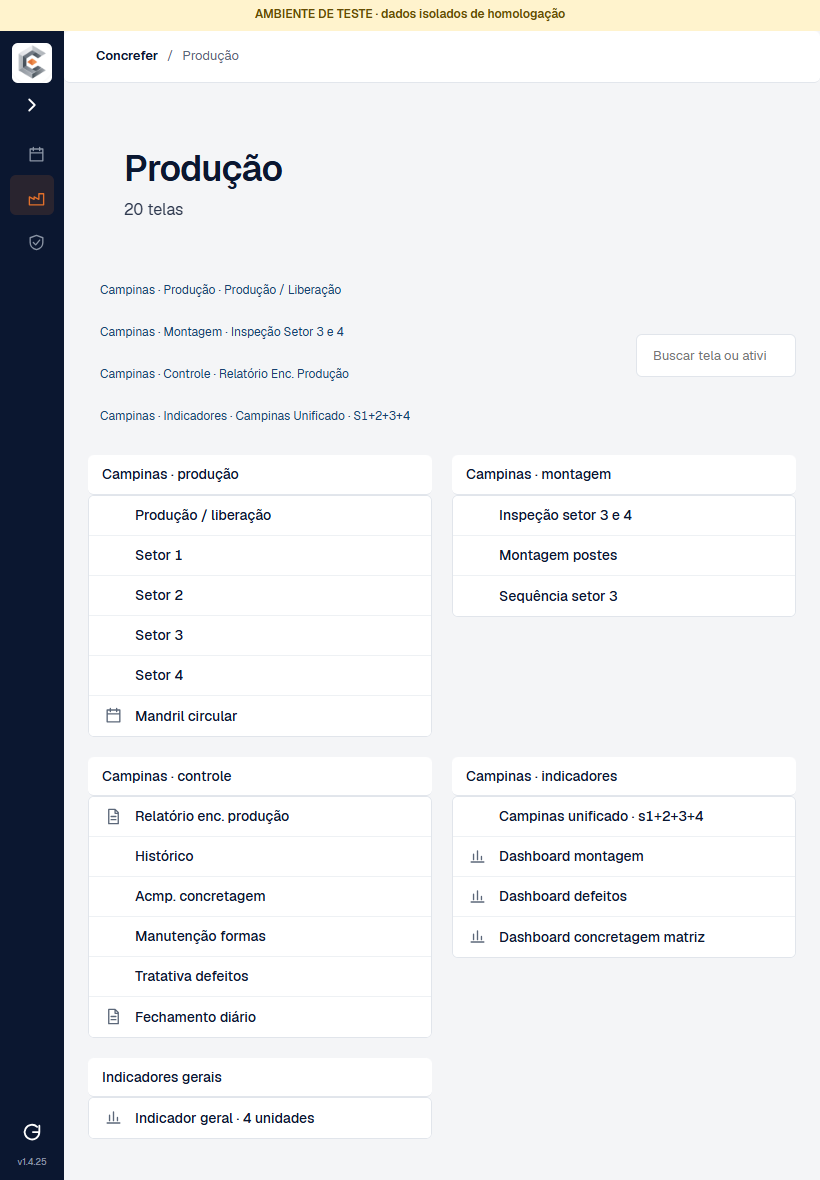 AMBIENTE DE TESTE · dados isolados de homologação
Concrefer / Produção
Produção
20 telas
Campinas · Produção · Produção / Liberação
Campinas · Montagem · Inspeção Setor 3 e 4
Campinas · Controle · Relatório Enc. Produção
Campinas · Indicadores · Campinas Unificado · S1+2+3+4
Buscar tela ou ativi
Campinas · produção
Produção / liberação
Setor 1
Setor 2
Setor 3
Setor 4
Mandril circular
Campinas · montagem
Inspeção setor 3 e 4
Montagem postes
Sequência setor 3
Campinas · controle
Relatório enc. produção
Histórico
Acmp. concretagem
Manutenção formas
Tratativa defeitos
Fechamento diário
Campinas · indicadores
Campinas unificado · s1+2+3+4
Dashboard montagem
Dashboard defeitos
Dashboard concretagem matriz
Indicadores gerais
Indicador geral · 4 unidades
v1.4.25